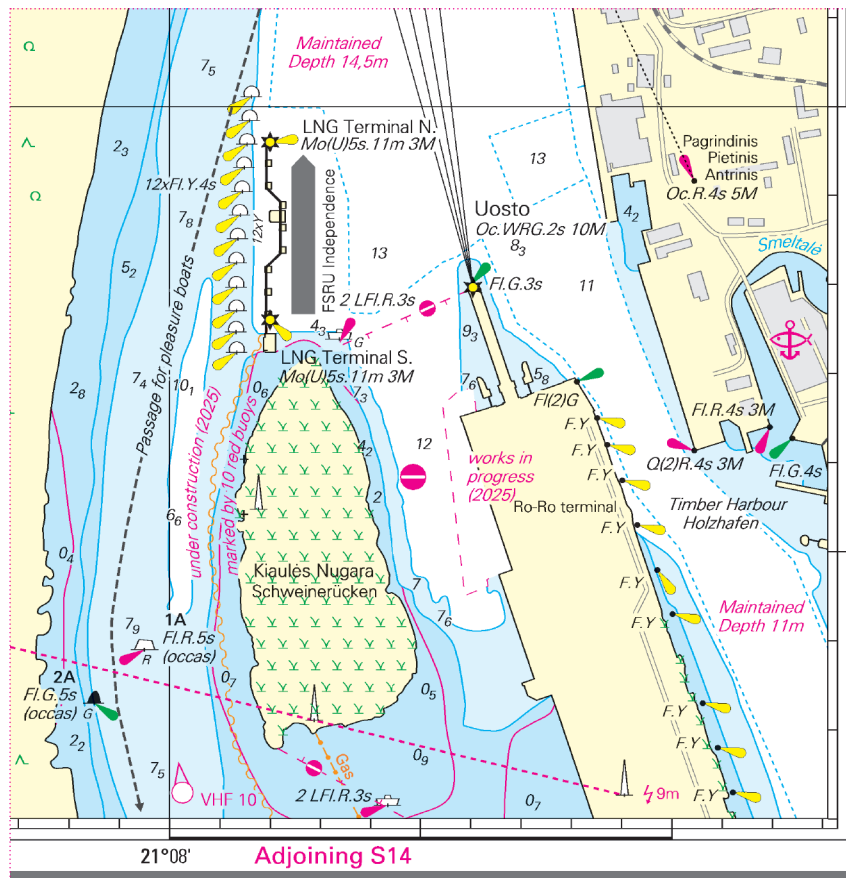 Maintained
Depth 14,5m
7₅
LNG Terminal N.
Mo(U)5s.11m 3M
2₃
13
Pagrindinis
Pietinis
Antrinis
Oc.R.4s 5M
12xFl.Y.4s
7₈
12xY
FSRU Independence
Uosto
Oc.WRG.2s 10M
8₃
4₂
Smeltalė
13
11
5₂
Passage for pleasure boats
Fl.G.3s
2 LFl.R.3s
4₃
G
9₃
LNG Terminal S.
Mo(U)5s.11m 3M
2₈
7₄
10₁
0₆
7₃
7₆
5₈
Fl(2)G
Fl.R.4s 3M
F.Y
F.Y
F.Y
F.Y
Q(2)R.4s 3M
Fl.G.4s
under construction (2025)
marked by 10 red buoys
4₂
12
2
works in
progress
(2025)
Ro-Ro terminal
Timber Harbour
Holzhafen
6₆
3
0₄
Kiaulės Nugara
Schweinerücken
7
7₆
F.Y
F.Y
Maintained
Depth 11m
7₉
1A
Fl.R.5s
(occas)
R
2A
Fl.G.5s
(occas)
G
0₇
0₅
F.Y
F.Y
F.Y
2₂
7₅
VHF 10
Gas
0₉
2 LFl.R.3s
0₇
9m
21°08'
Adjoining S14